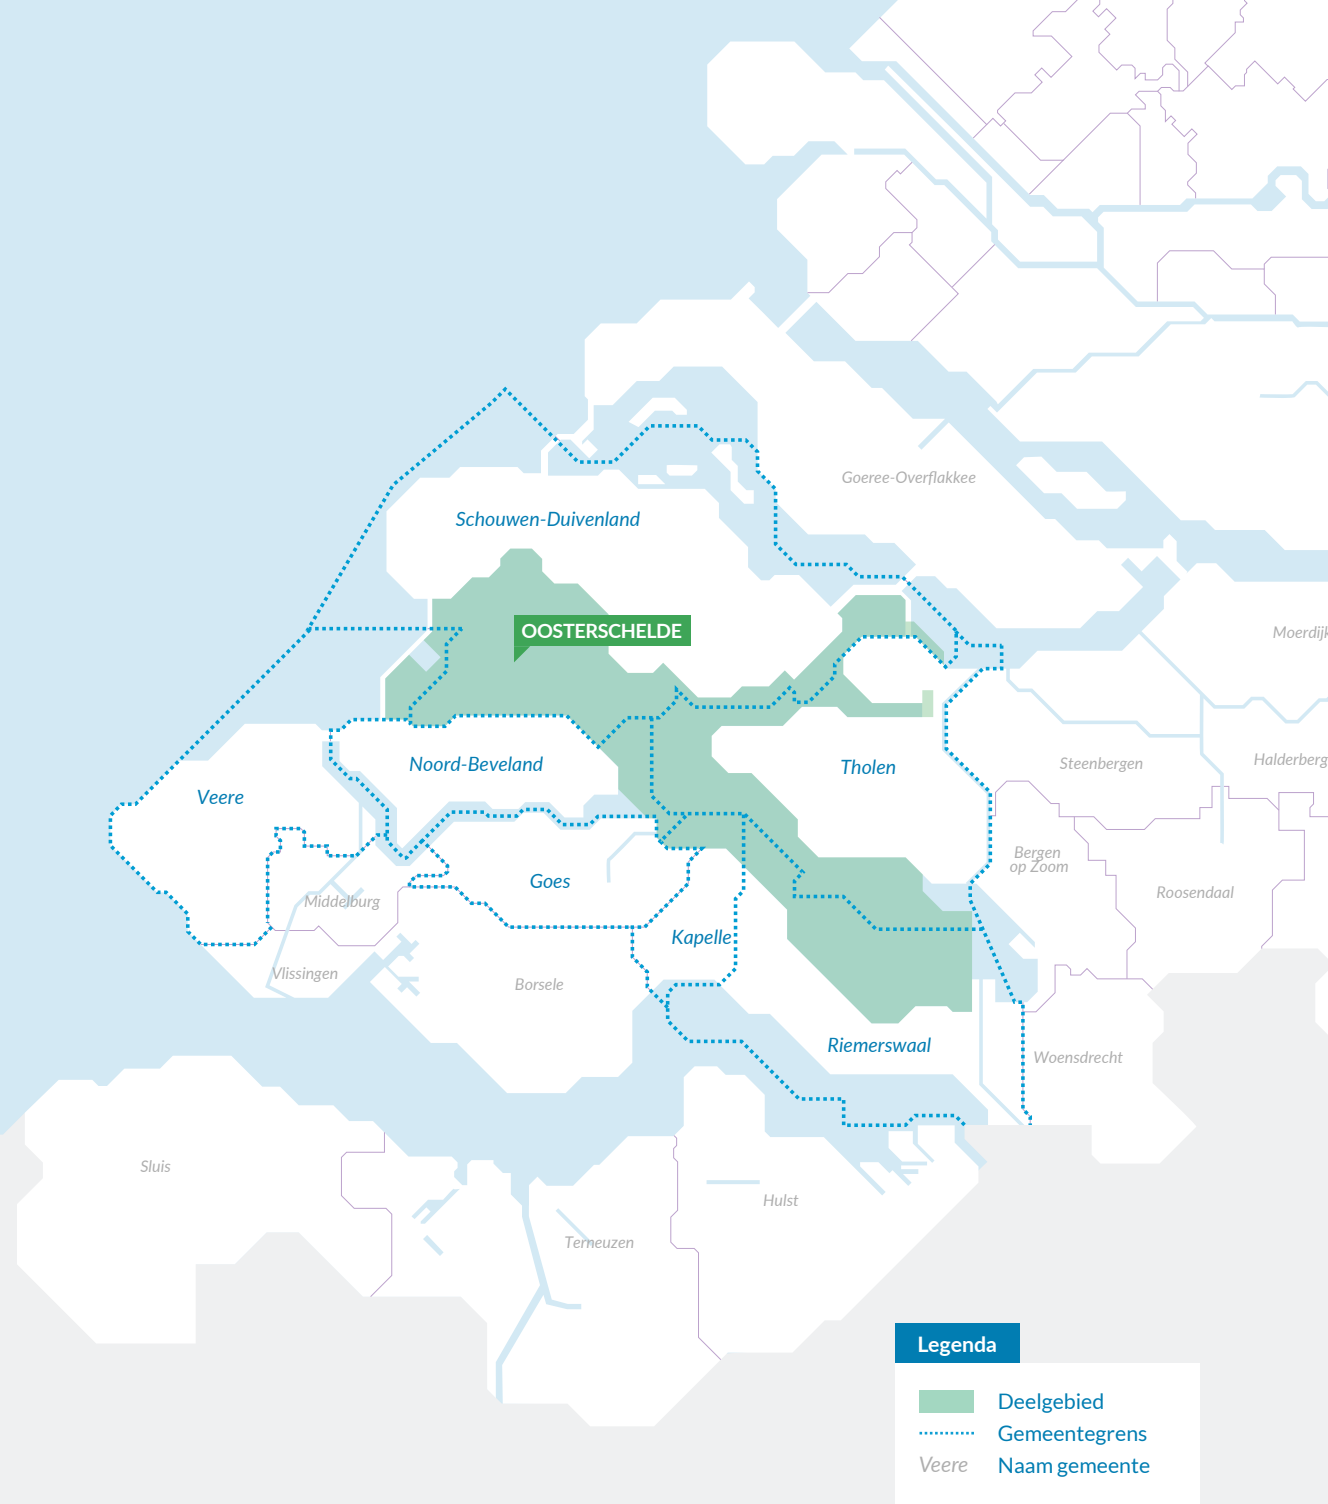 Goeree-Overflakkee
Schouwen-Duivenland
OOSTERSCHELDE
Moerdijk
Noord-Beveland
Tholen
Steenbergen
Halderberg
Veere
Bergen
op Zoom
Goes
Roosendaal
Middelburg
Kapelle
Vlissingen
Borsele
Riemerswaal
Woensdrecht
Sluis
Hulst
Terneuzen
Legenda
Deelgebied
Gemeentegrens
Veere Naam gemeente